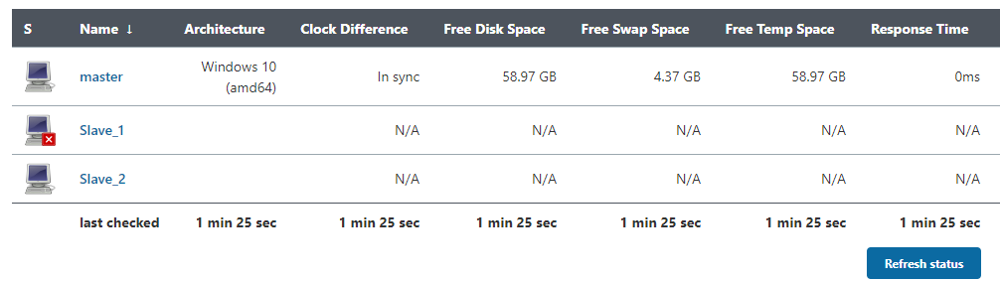 S Name ↓ Architecture Clock Difference Free Disk Space Free Swap Space Free Temp Space Response Time
master Windows 10 (amd64) In sync 58.97 GB 4.37 GB 58.97 GB 0ms
Slave_1 N/A N/A N/A N/A N/A
Slave_2 N/A N/A N/A N/A N/A
last checked 1 min 25 sec 1 min 25 sec 1 min 25 sec 1 min 25 sec 1 min 25 sec 1 min 25 sec
Refresh status